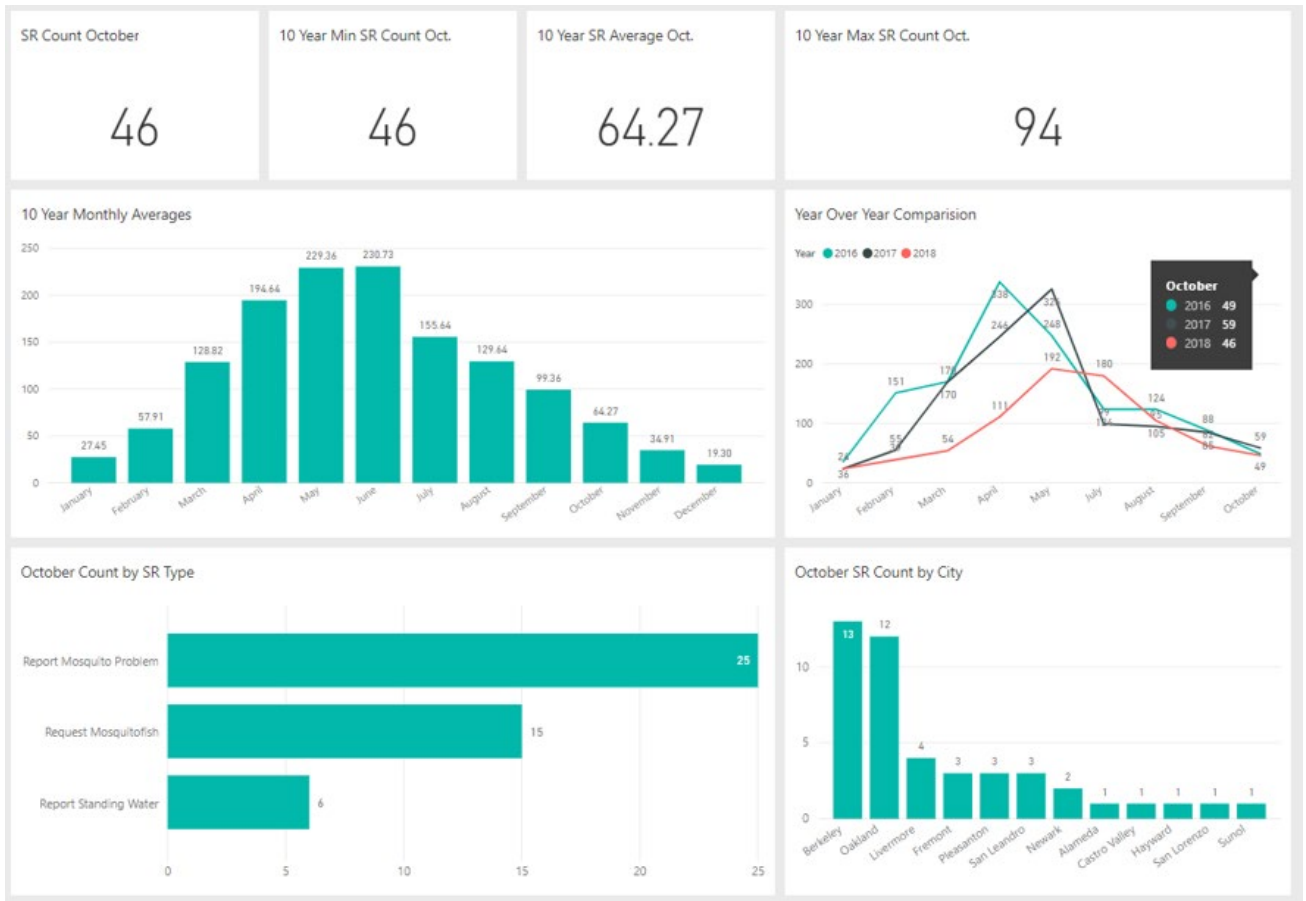 SR Count October
46
10 Year Min SR Count Oct.
46
10 Year SR Average Oct.
64.27
10 Year Max SR Count Oct.
94
10 Year Monthly Averages
250
200
150
100
50
0
27.45
57.91
128.82
194.64
229.36
230.73
155.64
129.64
99.36
64.27
34.91
19.30
January
February
March
April
May
June
July
August
September
October
November
December
Year Over Year Comparision
Year 2016 2017 2018
300
200
100
0
151
170
54
338
246
111
248
192
180
124
105
88
85
59
49
55
36
January
February
March
April
May
July
August
September
October
October
2016 49
2017 59
2018 46
October Count by SR Type
Report Mosquito Problem
25
Request Mosquitofish
15
Report Standing Water
6
0
5
10
15
20
25
October SR Count by City
10
5
0
13
12
4
3
3
3
2
1
1
1
1
1
Berkeley
Oakland
Livermore
Fremont
Pleasanton
San Leandro
Newark
Alameda
Castro Valley
Hayward
San Lorenzo
Sunol